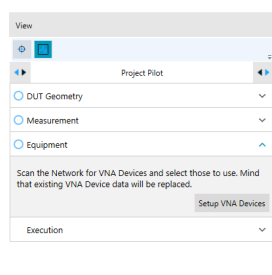 View
Project Pilot
DUT Geometry
Measurement
Equipment
Scan the Network for VNA Devices and select
those to use. Mind
that existing VNA Device data will be replaced.
Setup VNA Devices
Execution